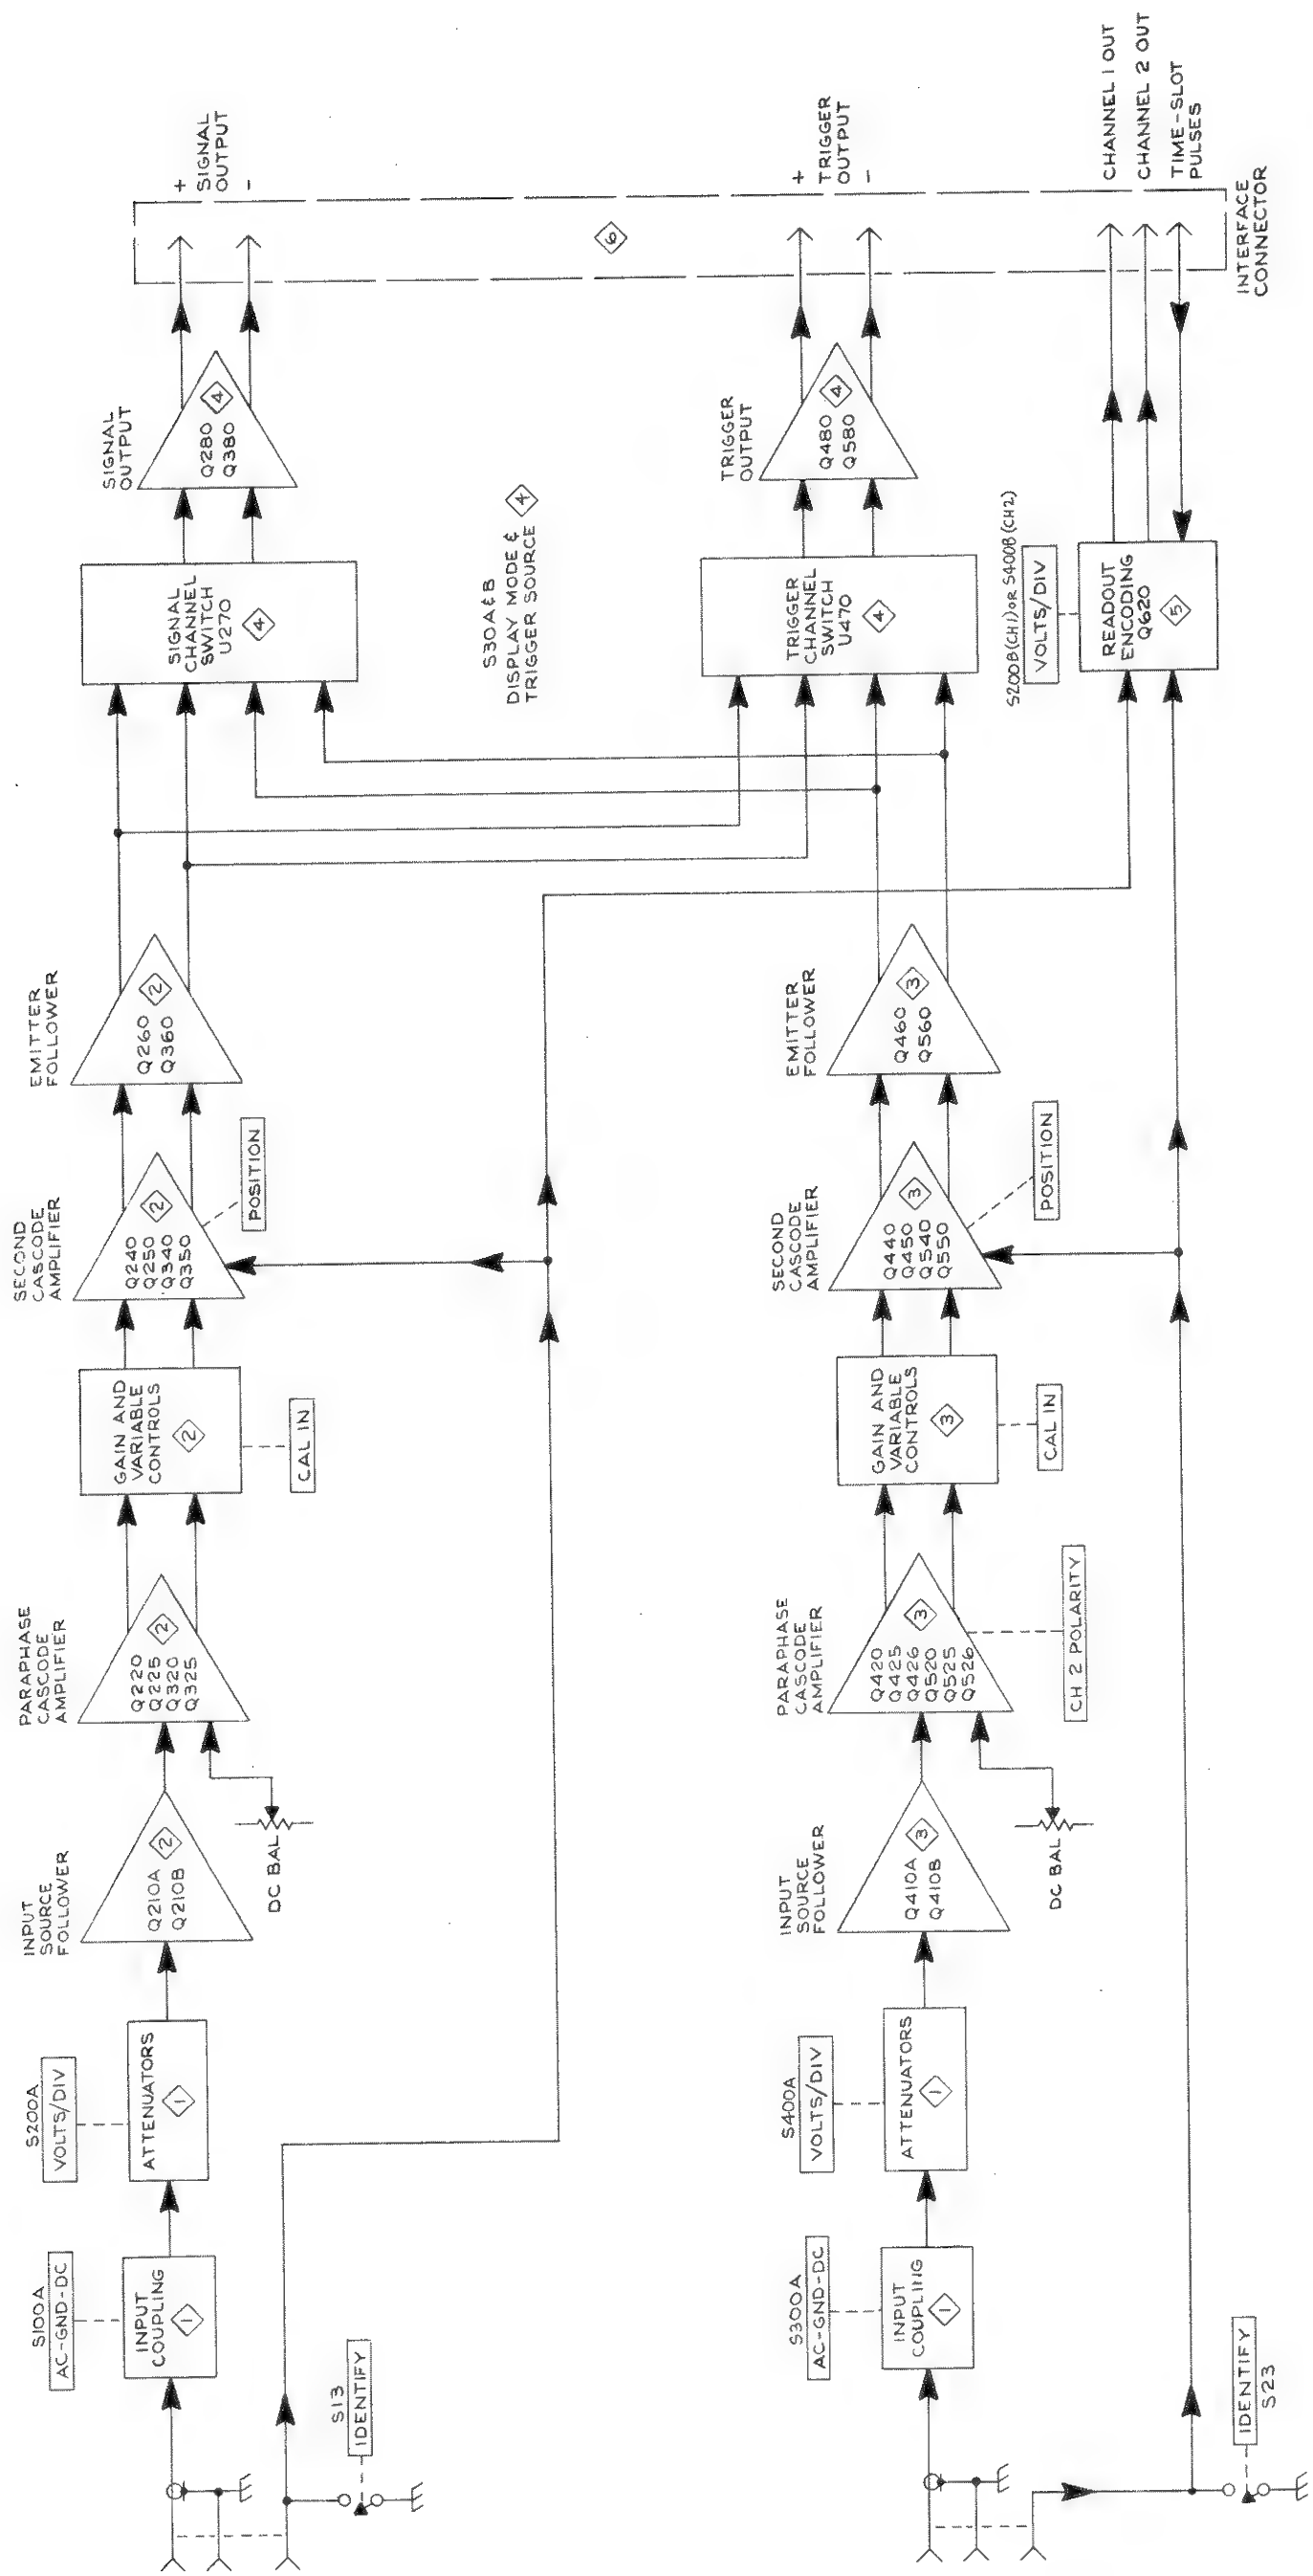 S100A
AC-GND-DC
INPUT
COUPLING
1
S200A
VOLTS/DIV
ATTENUATORS
1
INPUT
SOURCE
FOLLOWER
Q210A
Q210B
2
DC BAL
PARAPHASE
CASCODE
AMPLIFIER
Q220
Q225
Q320
Q325
2
GAIN AND
VARIABLE
CONTROLS
2
CAL IN
SECOND
CASCODE
AMPLIFIER
Q240
Q250
Q340
Q350
2
POSITION
EMITTER
FOLLOWER
Q260
Q360
2
SIGNAL
CHANNEL
SWITCH
U270
4
SIGNAL
OUTPUT
Q280
Q380
4
+
SIGNAL
OUTPUT
-
S13
IDENTIFY
S30A&B
DISPLAY MODE &
TRIGGER SOURCE
4
6
S300A
AC-GND-DC
INPUT
COUPLING
1
S400A
VOLTS/DIV
ATTENUATORS
1
INPUT
SOURCE
FOLLOWER
Q410A
Q410B
3
DC BAL
PARAPHASE
CASCODE
AMPLIFIER
Q420
Q425
Q426
Q520
Q525
Q526
3
CH 2 POLARITY
GAIN AND
VARIABLE
CONTROLS
3
CAL IN
SECOND
CASCODE
AMPLIFIER
Q440
Q450
Q540
Q550
3
POSITION
EMITTER
FOLLOWER
Q460
Q560
3
TRIGGER
CHANNEL
SWITCH
U470
4
TRIGGER
OUTPUT
Q480
Q580
4
+
TRIGGER
OUTPUT
-
S200B(CH1) OR S400B(CH2)
VOLTS/DIV
READOUT
ENCODING
Q620
5
CHANNEL 1 OUT
CHANNEL 2 OUT
TIME-SLOT
PULSES
INTERFACE
CONNECTOR
IDENTIFY
S23